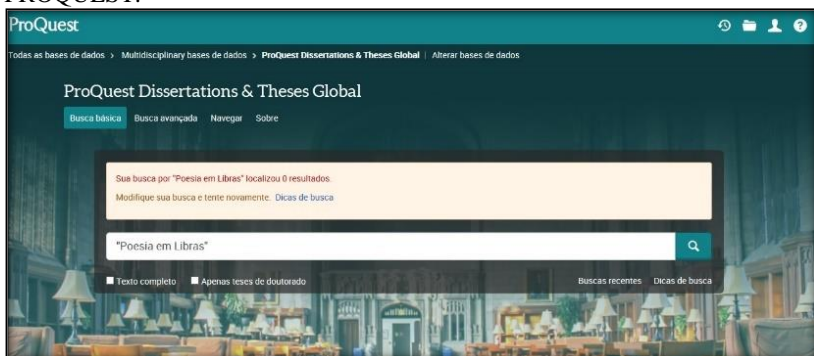 PROQUEST:
ProQuest
Todas as bases de dados > Multidisciplinary bases de dados > ProQuest Dissertations & Theses Global | Alterar bases de dados
ProQuest Dissertations & Theses Global
Busca básica Busca avançada Navegar Sobre
Sua busca por "Poesia em Libras" localizou 0 resultados.
Modifique sua busca e tente novamente. Dicas de busca
"Poesia em Libras"
Texto completo Apenas teses de doutorado Buscas recentes Dicas de busca